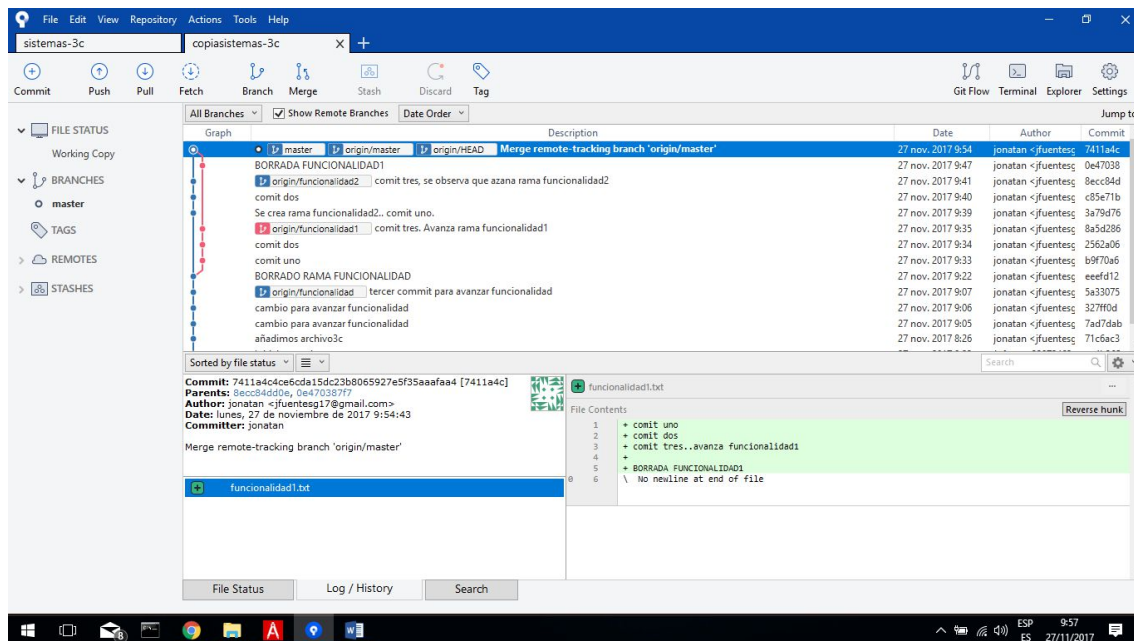 File Edit View Repository Actions Tools Help
sistemas-3c copiasistemas-3c
Commit Push Pull Fetch Branch Merge Stash Discard Tag Git Flow Terminal Explorer Settings
All Branches Show Remote Branches Date Order Jump to
FILE STATUS
Working Copy
BRANCHES
master
TAGS
REMOTES
STASHES
Graph Description Date Author Commit
master origin/master origin/HEAD Merge remote-tracking branch 'origin/master' 27 nov. 2017 9:54 jonatan <jfuentesg 7411a4c
BORRADA FUNCIONALIDAD1 27 nov. 2017 9:47 jonatan <jfuentesg 0e47038
origin/funcionalidad2 comit tres, se observa que azana rama funcionalidad2 27 nov. 2017 9:41 jonatan <jfuentesg 8ecc84d
comit dos 27 nov. 2017 9:40 jonatan <jfuentesg c85e71b
Se crea rama funcionalidad2.. comit uno. 27 nov. 2017 9:39 jonatan <jfuentesg 3a79d76
origin/funcionalidad1 comit tres. Avanza rama funcionalidad1 27 nov. 2017 9:35 jonatan <jfuentesg 8a5d286
comit dos 27 nov. 2017 9:34 jonatan <jfuentesg 2562a06
comit uno 27 nov. 2017 9:33 jonatan <jfuentesg b9f70a6
BORRADO RAMA FUNCIONALIDAD 27 nov. 2017 9:22 jonatan <jfuentesg eeefd12
origin/funcionalidad tercer commit para avanzar funcionalidad 27 nov. 2017 9:07 jonatan <jfuentesg 5a33075
cambio para avanzar funcionalidad 27 nov. 2017 9:06 jonatan <jfuentesg 327ff0d
cambio para avanzar funcionalidad 27 nov. 2017 9:05 jonatan <jfuentesg 7ad7dab
añadimos archivo3c 27 nov. 2017 8:26 jonatan <jfuentesg 71c6ac3
Sorted by file status Search
Commit: 7411a4c4ce6cda15dc23b8065927e5f35aaafaa4 [7411a4c]
Parents: 8ecc84dd0e, 0e470387f7
Author: jonatan <jfuentesg17@gmail.com>
Date: lunes, 27 de noviembre de 2017 9:54:43
Committer: jonatan
Merge remote-tracking branch 'origin/master'
funcionalidad1.txt
funcionalidad1.txt ...
File Contents Reverse hunk
1 + comit uno
2 + comit dos
3 + comit tres..avanza funcionalidad1
4 +
5 + BORRADA FUNCIONALIDAD1
0 6 \ No newline at end of file
File Status Log / History Search
8 ESP 9:57
ES 27/11/2017